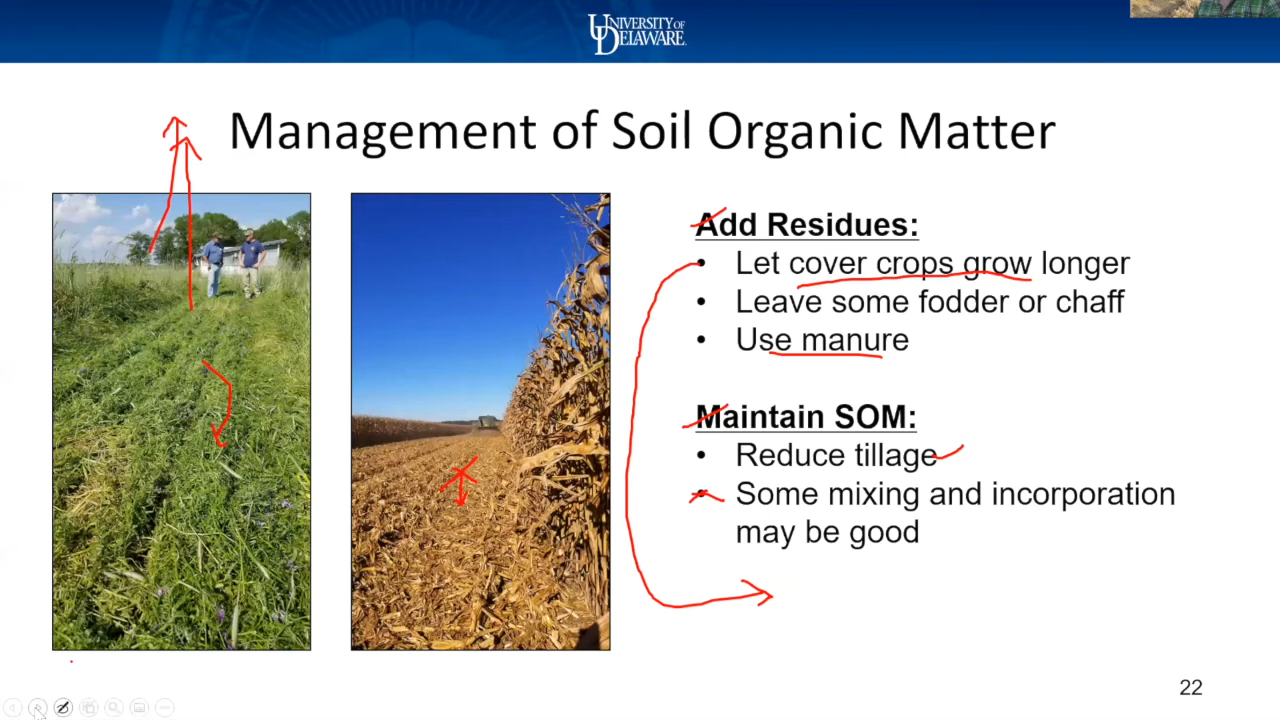 UNIVERSITY OF
DELAWARE
Management of Soil Organic Matter
Add Residues:
• Let cover crops grow longer
• Leave some fodder or chaff
• Use manure
Maintain SOM:
• Reduce tillage
• Some mixing and incorporation
may be good
22